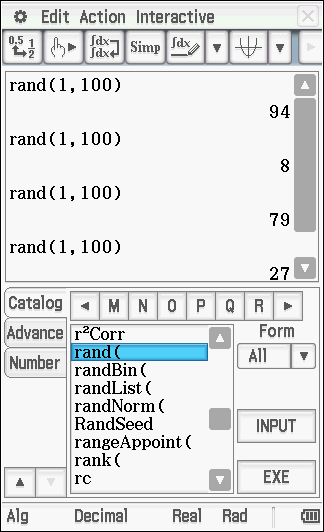 Edit Action Interactive
0.5 1/2 ∫dx ∫dx Simp ∫dx
rand(1,100)
94
rand(1,100)
8
rand(1,100)
79
rand(1,100)
27
Catalog
Advance
Number
M N O P Q R
r²Corr
rand(
randBin(
randList(
randNorm(
RandSeed
rangeAppoint(
rank(
rc
Form
All
INPUT
EXE
Alg Decimal Real Rad